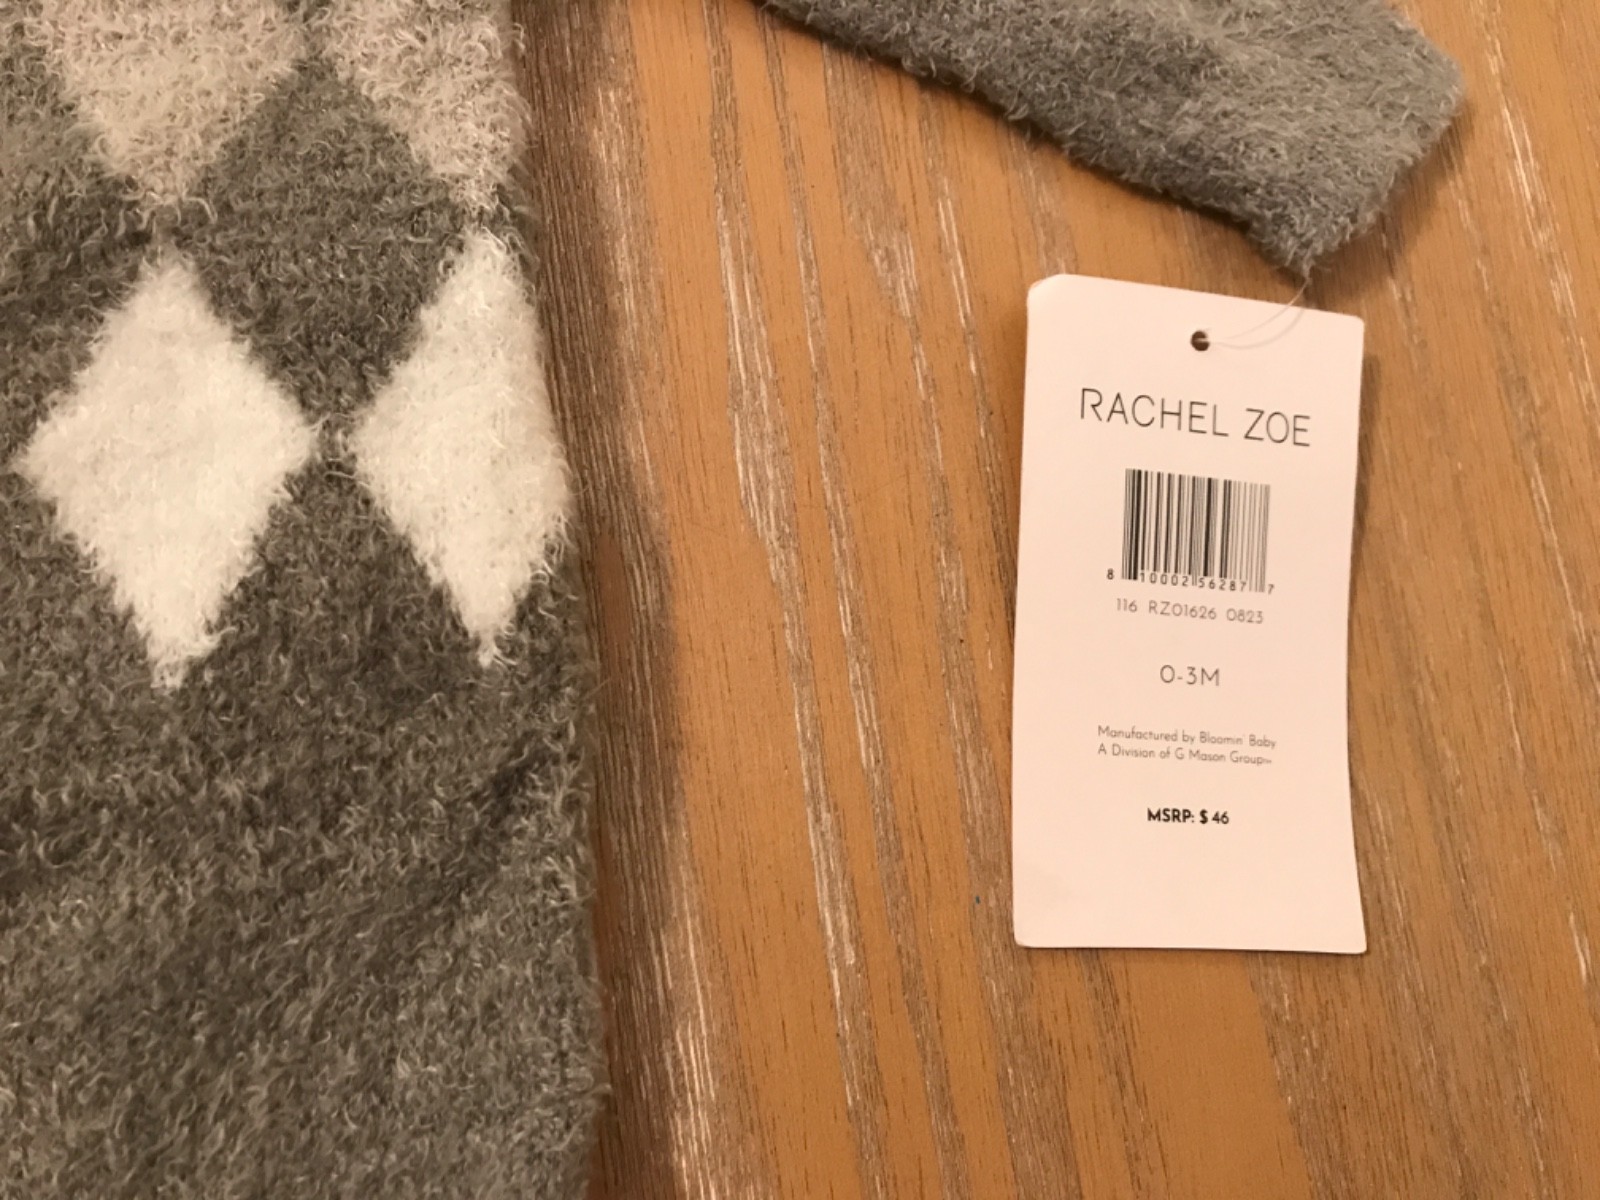 RACHEL ZOE
8 10002 56287 7
116 RZ01626 0823
0-3M
Manufactured by Bloomin' Baby
A Division of G Mason Group™
MSRP: $ 46